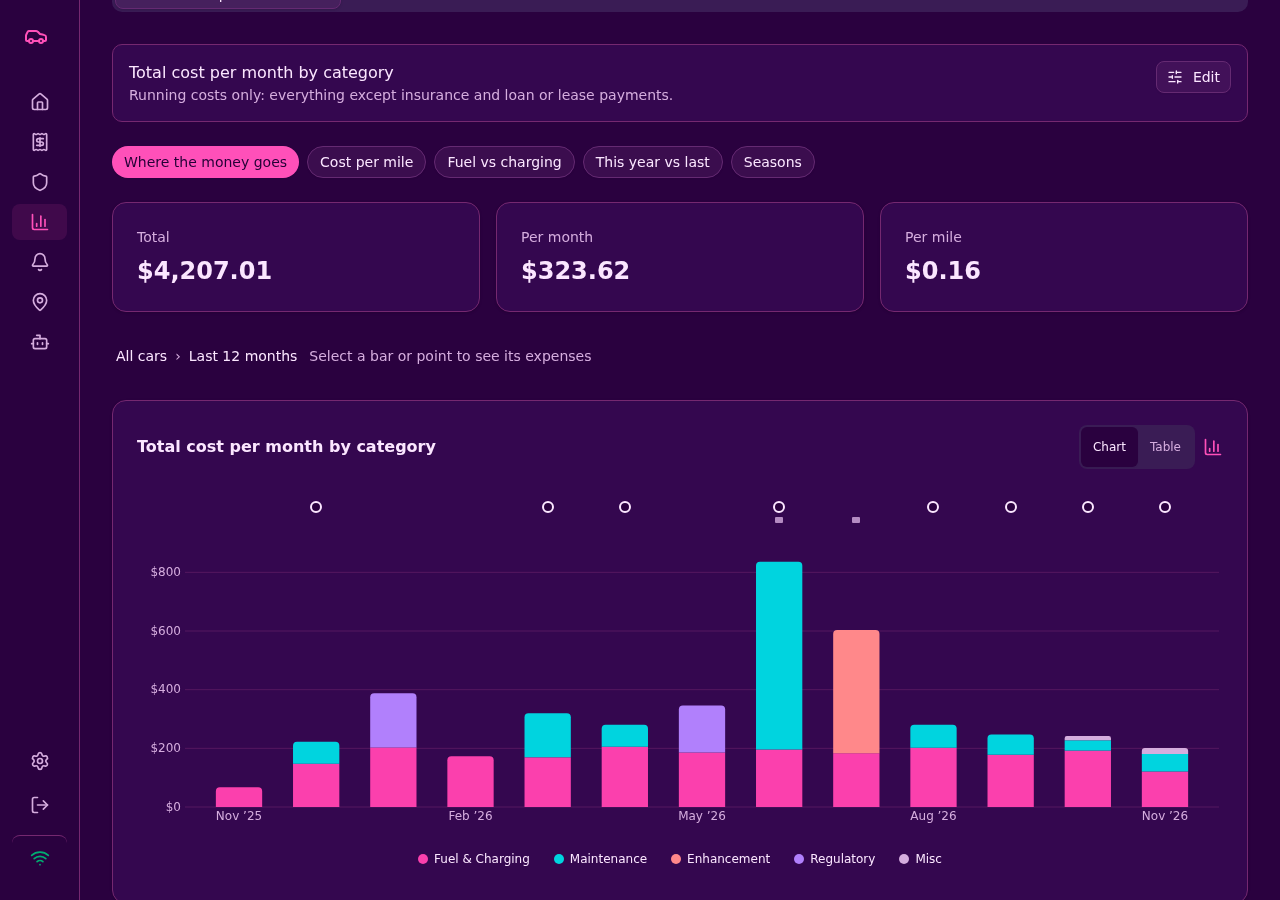 Total cost per month by category
Running costs only: everything except insurance and loan or lease payments.
Edit
Where the money goes
Cost per mile
Fuel vs charging
This year vs last
Seasons
Total
$4,207.01
Per month
$323.62
Per mile
$0.16
All cars › Last 12 months Select a bar or point to see its expenses
Total cost per month by category
Chart
Table
$800
$600
$400
$200
$0
Nov ’25
Feb ’26
May ’26
Aug ’26
Nov ’26
Fuel & Charging
Maintenance
Enhancement
Regulatory
Misc